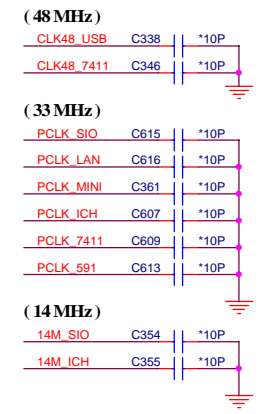 ( 48 MHz )
CLK48_USB C338 *10P
CLK48_7411 C346 *10P
( 33 MHz )
PCLK_SIO C615 *10P
PCLK_LAN C616 *10P
PCLK_MINI C361 *10P
PCLK_ICH C607 *10P
PCLK_7411 C609 *10P
PCLK_591 C613 *10P
( 14 MHz )
14M_SIO C354 *10P
14M_ICH C355 *10P